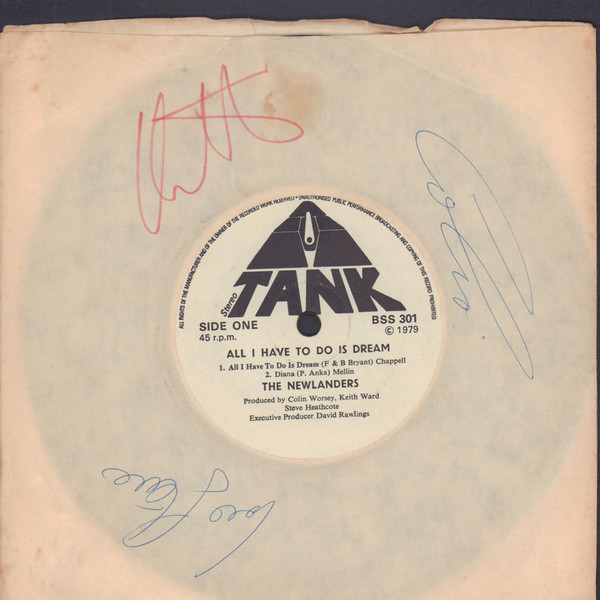 ALL RIGHTS OF THE MANUFACTURER AND OF THE OWNER OF THE RECORDED WORK RESERVED • UNAUTHORISED PUBLIC PERFORMANCE BROADCASTING AND COPYING OF THIS RECORD PROHIBITED
Stereo
TANK
SIDE ONE
45 r.p.m.
BSS 301
© 1979
ALL I HAVE TO DO IS DREAM
1. All I Have To Do Is Dream (F & B Bryant) Chappell
2. Diana (P. Anka) Mellin
THE NEWLANDERS
Produced by Colin Worsey, Keith Ward
Steve Heathcote
Executive Producer David Rawlings